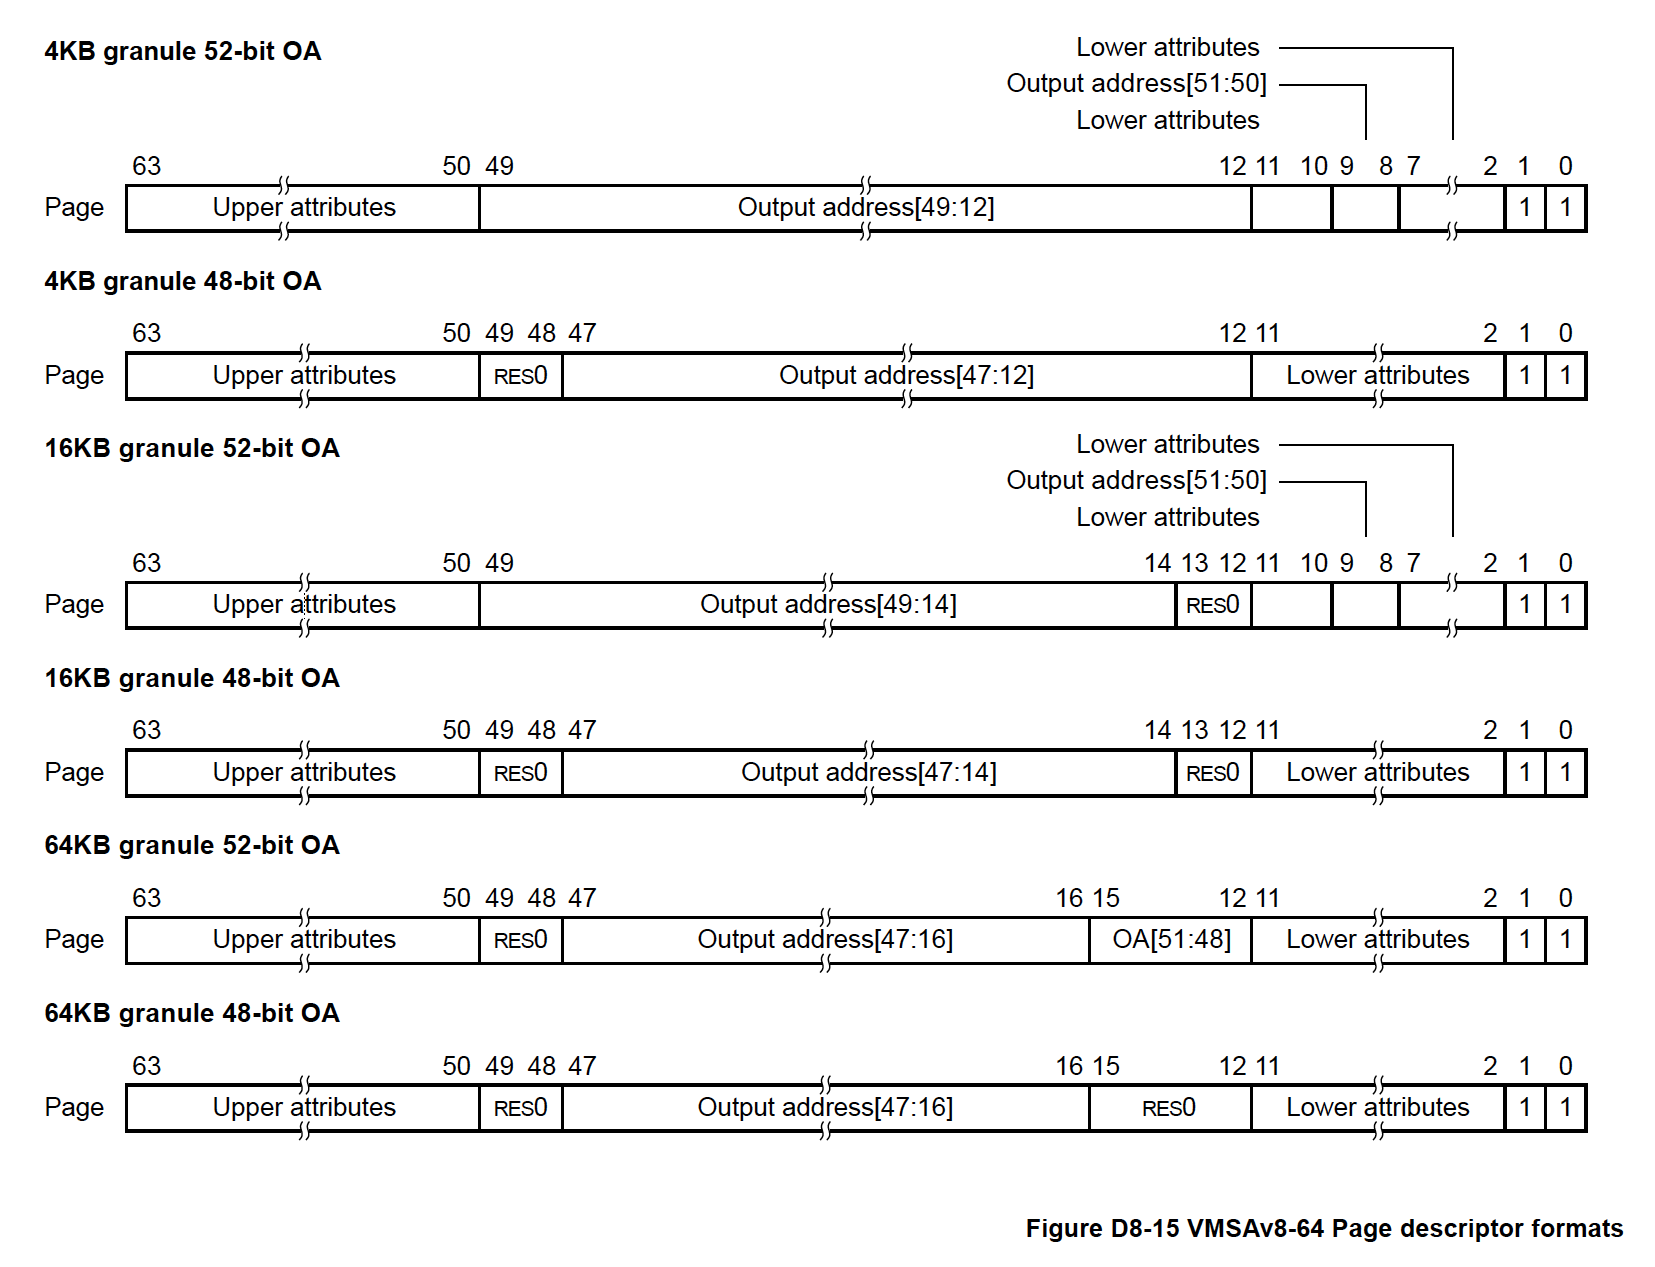 4KB granule 52-bit OA
Lower attributes
Output address[51:50]
Lower attributes
63 50 49 12 11 10 9 8 7 2 1 0
Page Upper attributes Output address[49:12] 1 1
4KB granule 48-bit OA
63 50 49 48 47 12 11 2 1 0
Page Upper attributes RES0 Output address[47:12] Lower attributes 1 1
16KB granule 52-bit OA
Lower attributes
Output address[51:50]
Lower attributes
63 50 49 14 13 12 11 10 9 8 7 2 1 0
Page Upper attributes Output address[49:14] RES0 1 1
16KB granule 48-bit OA
63 50 49 48 47 14 13 12 11 2 1 0
Page Upper attributes RES0 Output address[47:14] RES0 Lower attributes 1 1
64KB granule 52-bit OA
63 50 49 48 47 16 15 12 11 2 1 0
Page Upper attributes RES0 Output address[47:16] OA[51:48] Lower attributes 1 1
64KB granule 48-bit OA
63 50 49 48 47 16 15 12 11 2 1 0
Page Upper attributes RES0 Output address[47:16] RES0 Lower attributes 1 1
Figure D8-15 VMSAv8-64 Page descriptor formats